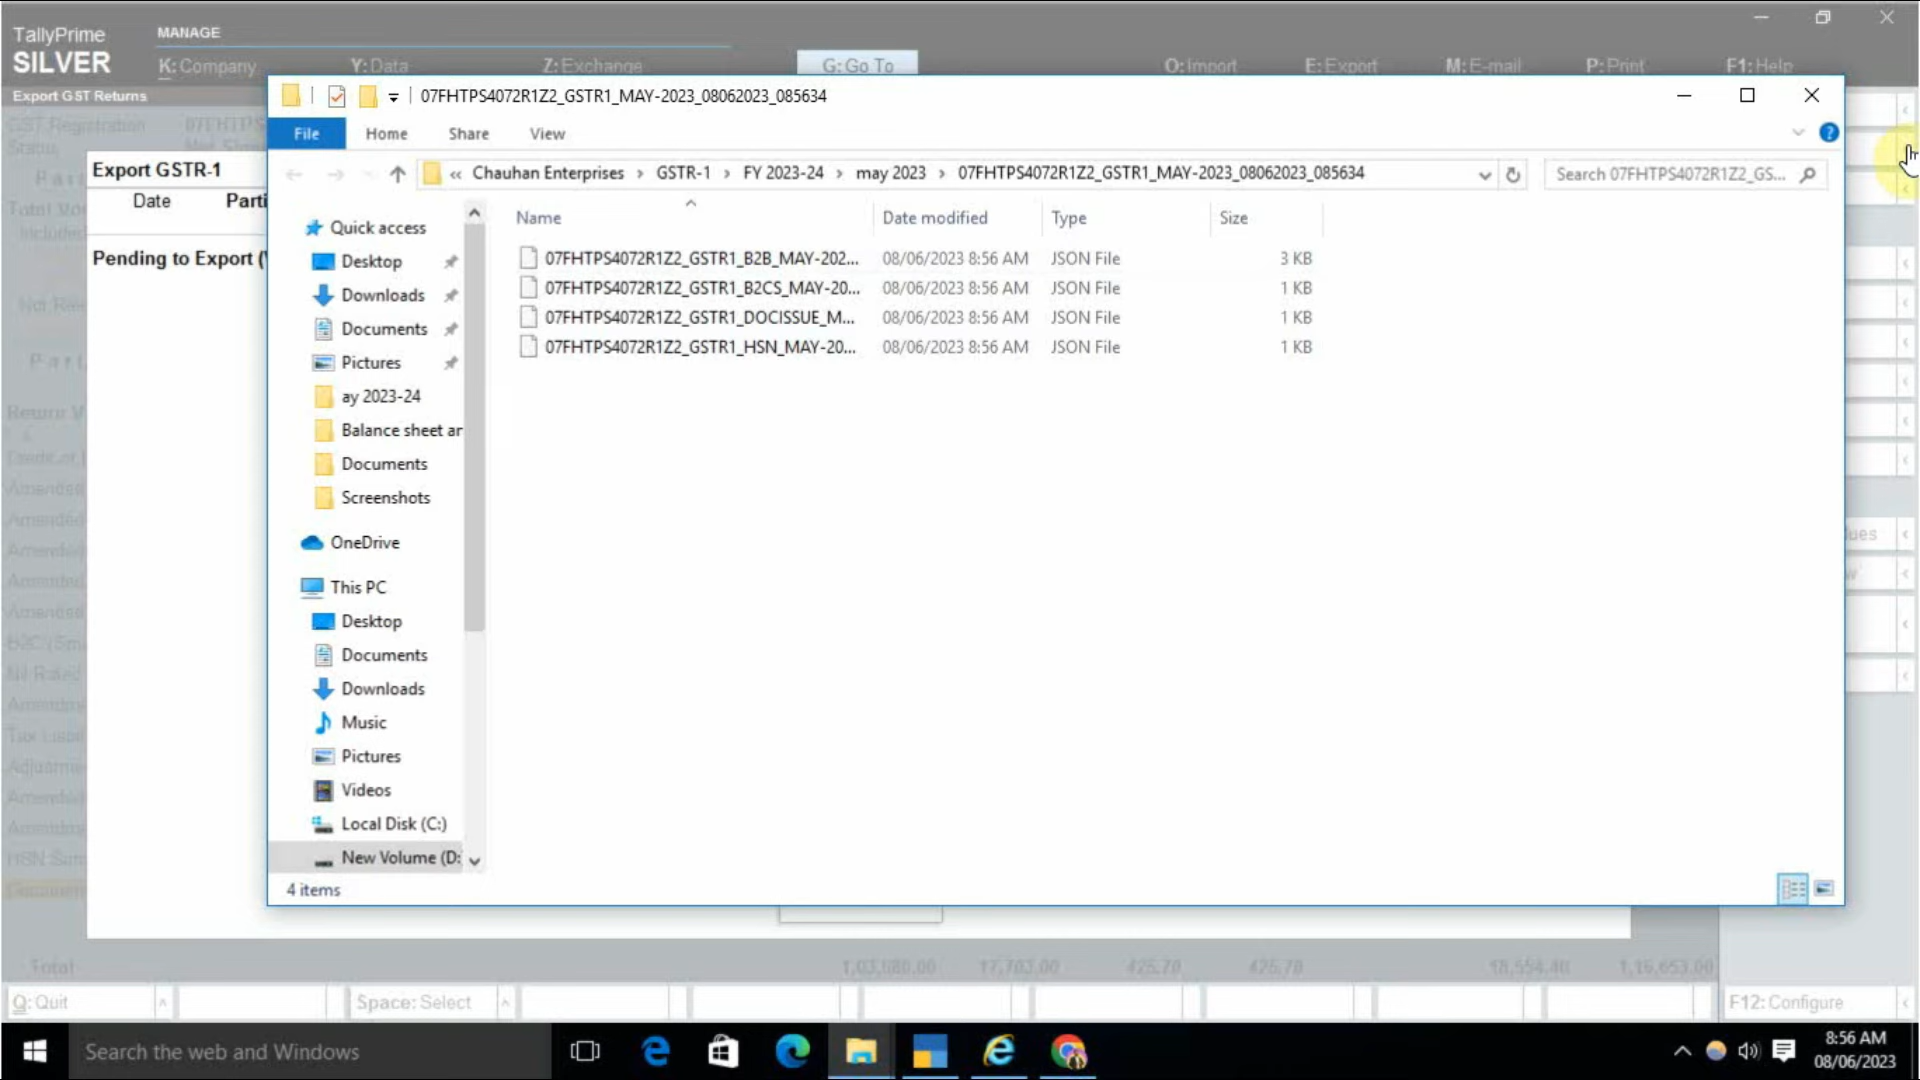 TallyPrime
SILVER
MANAGE
K: Company
Y: Data
Z: Exchange
G: Go To
O: Import
E: Export
M: E-mail
P: Print
F1: Help
Export GST Returns
GST Registration
Status
Export GSTR-1
Date
Parti
Pending to Export (
07FHTPS4072R1Z2_GSTR1_MAY-2023_08062023_085634
File Home Share View
« Chauhan Enterprises › GSTR-1 › FY 2023-24 › may 2023 › 07FHTPS4072R1Z2_GSTR1_MAY-2023_08062023_085634
Search 07FHTPS4072R1Z2_GS...
Name Date modified Type Size
07FHTPS4072R1Z2_GSTR1_B2B_MAY-202... 08/06/2023 8:56 AM JSON File 3 KB
07FHTPS4072R1Z2_GSTR1_B2CS_MAY-20... 08/06/2023 8:56 AM JSON File 1 KB
07FHTPS4072R1Z2_GSTR1_DOCISSUE_M... 08/06/2023 8:56 AM JSON File 1 KB
07FHTPS4072R1Z2_GSTR1_HSN_MAY-20... 08/06/2023 8:56 AM JSON File 1 KB
Quick access
Desktop
Downloads
Documents
Pictures
ay 2023-24
Balance sheet ar
Documents
Screenshots
OneDrive
This PC
Desktop
Documents
Downloads
Music
Pictures
Videos
Local Disk (C:)
New Volume (D:
4 items
Total
Q: Quit
Space: Select
F12: Configure
Search the web and Windows
8:56 AM
08/06/2023